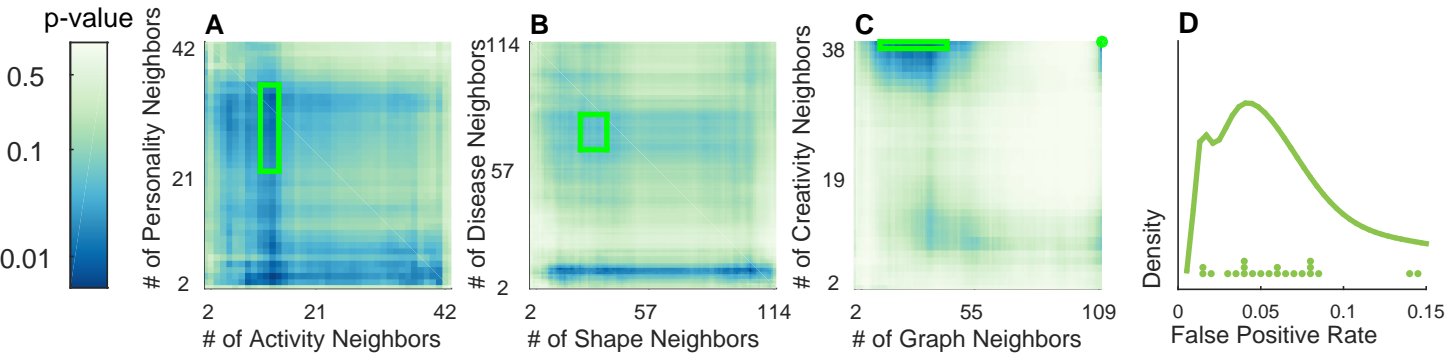 p-value
0.5
0.1
0.01
A
# of Personality Neighbors
42
21
2
2 21 42
# of Activity Neighbors
B
# of Disease Neighbors
114
57
2
2 57 114
# of Shape Neighbors
C
# of Creativity Neighbors
38
19
2
2 55 109
# of Graph Neighbors
D
Density
0 0.05 0.1 0.15
False Positive Rate